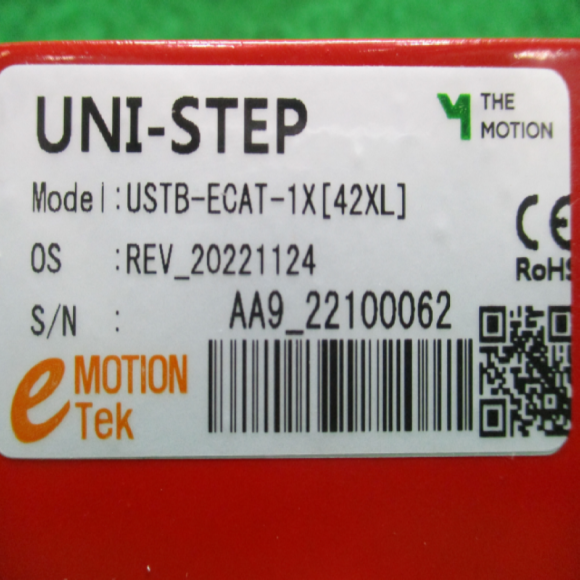 UNI-STEP
THE
MOTION
Model:USTB-ECAT-1X[42XL]
OS :REV_20221124
S/N : AA9_22100062
CE
RoHS
e MOTION
Tek